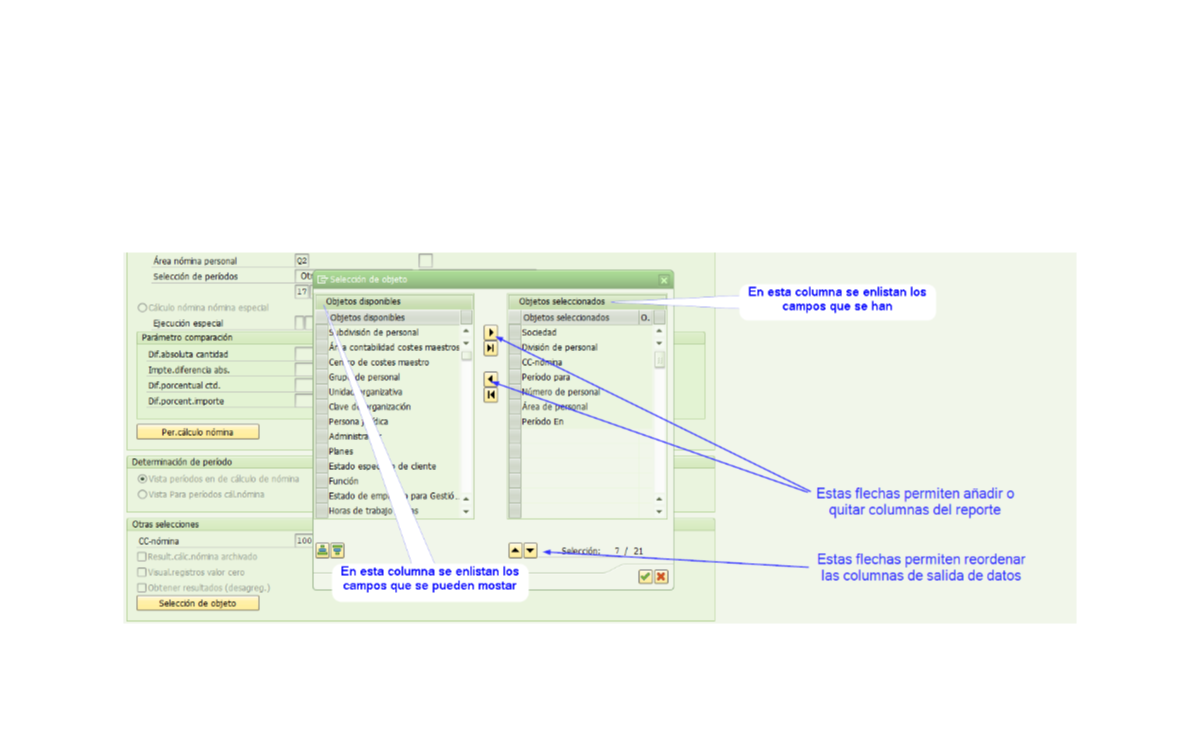 Área nómina personal
Q2
Selección de períodos
17
Cálculo nómina nómina especial
Ejecución especial
Parámetro comparación
Dif.absoluta cantidad
Impte.diferencia abs.
Dif.porcentual ctd.
Dif.porcent.importe
Per.cálculo nómina
Determinación de período
Vista períodos en de cálculo de nómina
Vista Para períodos cál.nómina
Otras selecciones
CC-nómina
100
Result.cálc.nómina archivado
Visual.registros valor cero
Obtener resultados (desagreg.)
Selección de objeto
Selección de objeto
Objetos disponibles
Objetos disponibles
Subdivisión de personal
Área contabilidad costes maestros
Centro de costes maestro
Grupo de personal
Unidad organizativa
Clave de organización
Persona jurídica
Administrador
Planes
Estado específico de cliente
Función
Estado de empleado para Gestió..
Horas de trabajo
Objetos seleccionados
Objetos seleccionados O.
Sociedad
División de personal
CC-nómina
Período para
Número de personal
Área de personal
Período En
Selección: 7 / 21
En esta columna se enlistan los
campos que se han
Estas flechas permiten añadir o
quitar columnas del reporte
Estas flechas permiten reordenar
las columnas de salida de datos
En esta columna se enlistan los
campos que se pueden mostar